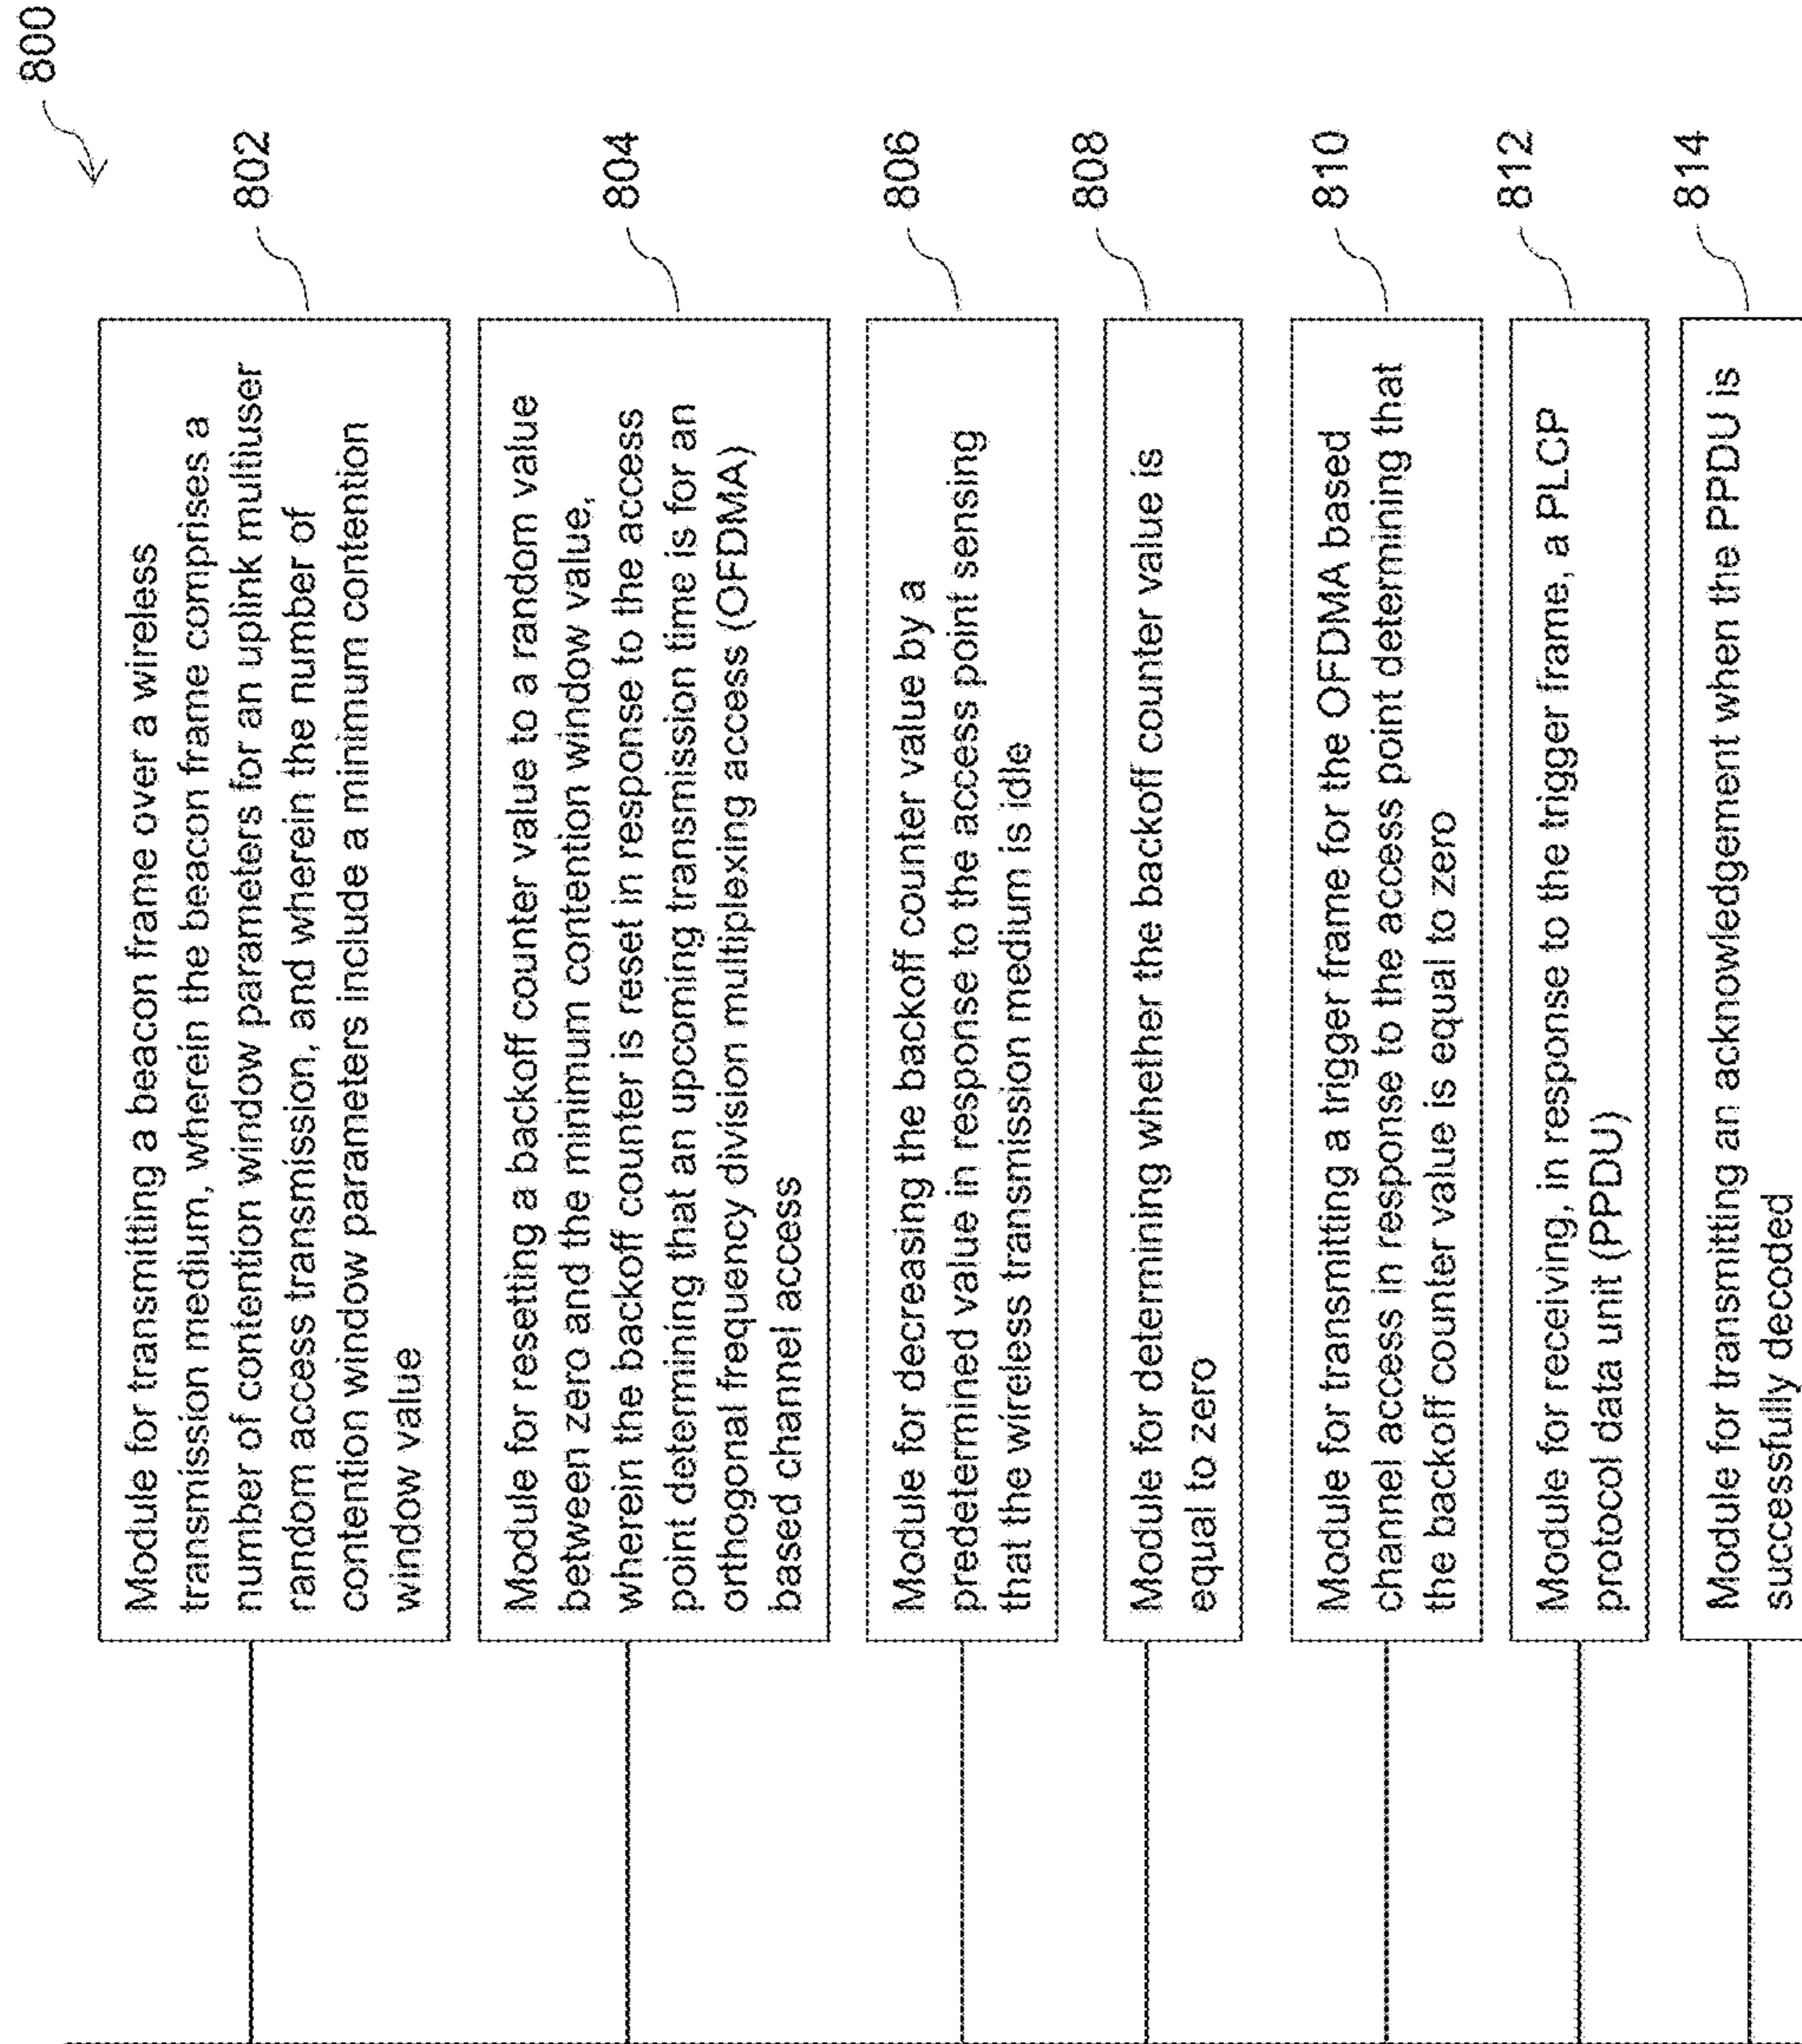 800
Module for transmitting a beacon frame over a wireless
transmission medium, wherein the beacon frame comprises a
number of contention window parameters for an uplink multiuser
random access transmission, and wherein the number of
contention window parameters include a minimum contention
window value
802
Module for resetting a backoff counter value to a random value
between zero and the minimum contention window value,
wherein the backoff counter is reset in response to the access
point determining that an upcoming transmission time is for an
orthogonal frequency division multiplexing access (OFDMA)
based channel access
804
Module for decreasing the backoff counter value by a
predetermined value in response to the access point sensing
that the wireless transmission medium is idle
806
Module for determining whether the backoff counter value is
equal to zero
808
Module for transmitting a trigger frame for the OFDMA based
channel access in response to the access point determining that
the backoff counter value is equal to zero
810
Module for receiving, in response to the trigger frame, a PLCP
protocol data unit (PPDU)
812
Module for transmitting an acknowledgement when the PPDU is
successfully decoded
814